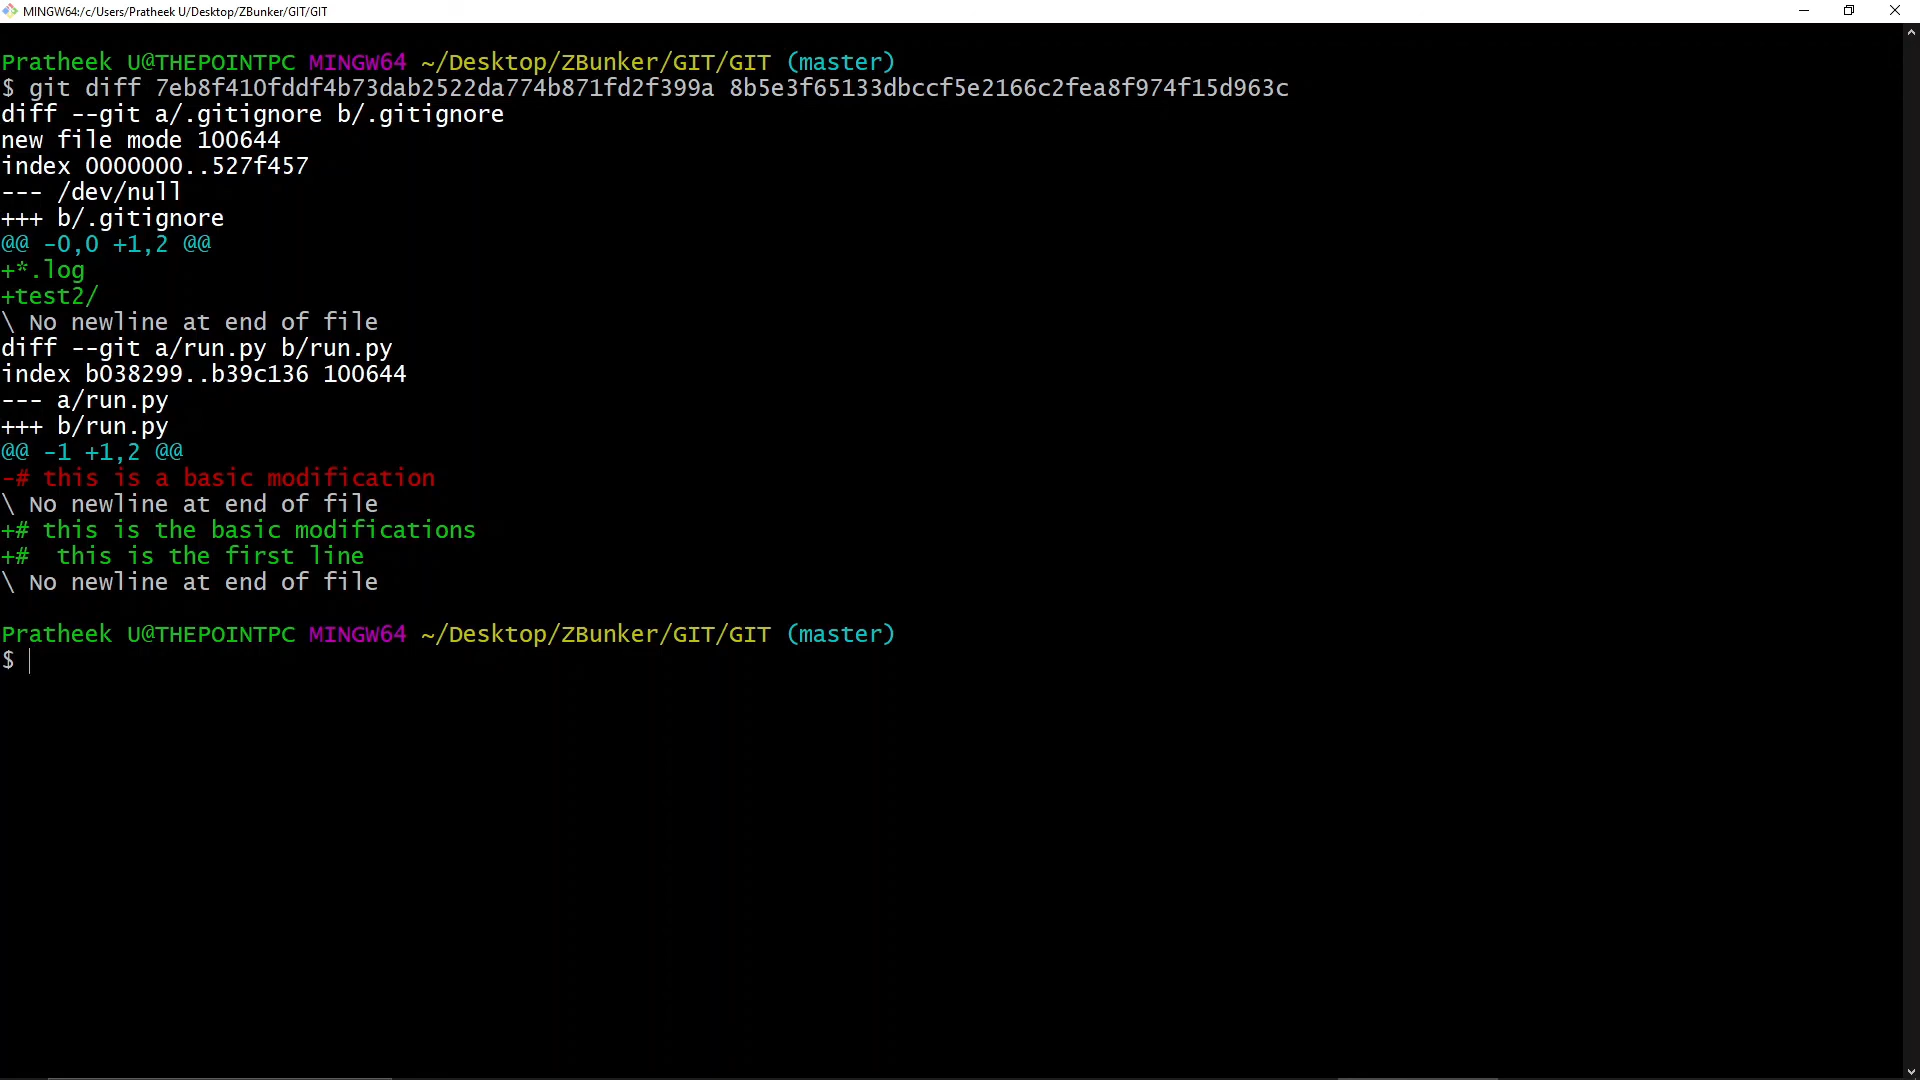 MINGW64:/c/Users/Pratheek U/Desktop/ZBunker/GIT/GIT
Pratheek U@THEPOINTPC MINGW64 ~/Desktop/ZBunker/GIT/GIT (master)
$ git diff 7eb8f410fddf4b73dab2522da774b871fd2f399a 8b5e3f65133dbccf5e2166c2fea8f974f15d963c
diff --git a/.gitignore b/.gitignore
new file mode 100644
index 0000000..527f457
--- /dev/null
+++ b/.gitignore
@@ -0,0 +1,2 @@
+*.log
+test2/
\ No newline at end of file
diff --git a/run.py b/run.py
index b038299..b39c136 100644
--- a/run.py
+++ b/run.py
@@ -1 +1,2 @@
-# this is a basic modification
\ No newline at end of file
+# this is the basic modifications
+#  this is the first line
\ No newline at end of file
Pratheek U@THEPOINTPC MINGW64 ~/Desktop/ZBunker/GIT/GIT (master)
$